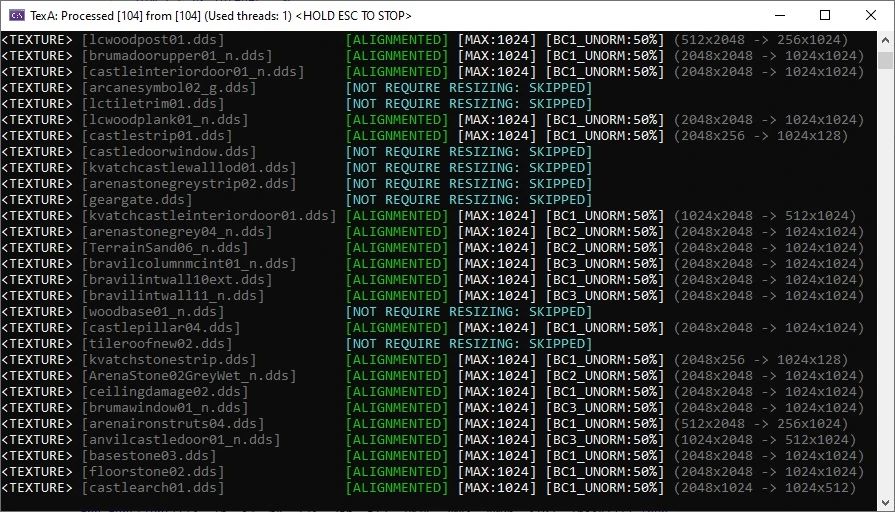 TexA: Processed [104] from [104] (Used threads: 1) <HOLD ESC TO STOP>
<TEXTURE> [lcwoodpost01.dds] [ALIGNMENTED] [MAX:1024] [BC1_UNORM:50%] (512x2048 -> 256x1024)
<TEXTURE> [brumadoorupper01_n.dds] [ALIGNMENTED] [MAX:1024] [BC1_UNORM:50%] (2048x2048 -> 1024x1024)
<TEXTURE> [castleinteriordoor01_n.dds] [ALIGNMENTED] [MAX:1024] [BC1_UNORM:50%] (2048x2048 -> 1024x1024)
<TEXTURE> [arcanesymbol02_g.dds] [NOT REQUIRE RESIZING: SKIPPED]
<TEXTURE> [lctiletrim01.dds] [NOT REQUIRE RESIZING: SKIPPED]
<TEXTURE> [lcwoodplank01_n.dds] [ALIGNMENTED] [MAX:1024] [BC1_UNORM:50%] (2048x2048 -> 1024x1024)
<TEXTURE> [castlestrip01.dds] [ALIGNMENTED] [MAX:1024] [BC1_UNORM:50%] (2048x256 -> 1024x128)
<TEXTURE> [castledoorwindow.dds] [NOT REQUIRE RESIZING: SKIPPED]
<TEXTURE> [kvatchcastlewalllod01.dds] [NOT REQUIRE RESIZING: SKIPPED]
<TEXTURE> [arenastonegreystrip02.dds] [NOT REQUIRE RESIZING: SKIPPED]
<TEXTURE> [geargate.dds] [NOT REQUIRE RESIZING: SKIPPED]
<TEXTURE> [kvatchcastleinteriordoor01.dds] [ALIGNMENTED] [MAX:1024] [BC1_UNORM:50%] (1024x2048 -> 512x1024)
<TEXTURE> [arenastonegrey04_n.dds] [ALIGNMENTED] [MAX:1024] [BC2_UNORM:50%] (2048x2048 -> 1024x1024)
<TEXTURE> [TerrainSand06_n.dds] [ALIGNMENTED] [MAX:1024] [BC2_UNORM:50%] (2048x2048 -> 1024x1024)
<TEXTURE> [bravilcolumnmcint01_n.dds] [ALIGNMENTED] [MAX:1024] [BC3_UNORM:50%] (2048x2048 -> 1024x1024)
<TEXTURE> [bravilintwall10ext.dds] [ALIGNMENTED] [MAX:1024] [BC1_UNORM:50%] (2048x2048 -> 1024x1024)
<TEXTURE> [bravilintwall11_n.dds] [ALIGNMENTED] [MAX:1024] [BC3_UNORM:50%] (2048x2048 -> 1024x1024)
<TEXTURE> [woodbase01_n.dds] [NOT REQUIRE RESIZING: SKIPPED]
<TEXTURE> [castlepillar04.dds] [ALIGNMENTED] [MAX:1024] [BC1_UNORM:50%] (2048x2048 -> 1024x1024)
<TEXTURE> [tileroofnew02.dds] [NOT REQUIRE RESIZING: SKIPPED]
<TEXTURE> [kvatchstonestrip.dds] [ALIGNMENTED] [MAX:1024] [BC1_UNORM:50%] (2048x256 -> 1024x128)
<TEXTURE> [ArenaStone02GreyWet_n.dds] [ALIGNMENTED] [MAX:1024] [BC2_UNORM:50%] (2048x2048 -> 1024x1024)
<TEXTURE> [ceilingdamage02.dds] [ALIGNMENTED] [MAX:1024] [BC1_UNORM:50%] (2048x2048 -> 1024x1024)
<TEXTURE> [brumawindow01_n.dds] [ALIGNMENTED] [MAX:1024] [BC3_UNORM:50%] (2048x2048 -> 1024x1024)
<TEXTURE> [arenaironstruts04.dds] [ALIGNMENTED] [MAX:1024] [BC1_UNORM:50%] (512x2048 -> 256x1024)
<TEXTURE> [anvilcastledoor01_n.dds] [ALIGNMENTED] [MAX:1024] [BC3_UNORM:50%] (1024x2048 -> 512x1024)
<TEXTURE> [basestone03.dds] [ALIGNMENTED] [MAX:1024] [BC1_UNORM:50%] (2048x2048 -> 1024x1024)
<TEXTURE> [floorstone02.dds] [ALIGNMENTED] [MAX:1024] [BC1_UNORM:50%] (2048x2048 -> 1024x1024)
<TEXTURE> [castlearch01.dds] [ALIGNMENTED] [MAX:1024] [BC1_UNORM:50%] (2048x1024 -> 1024x512)